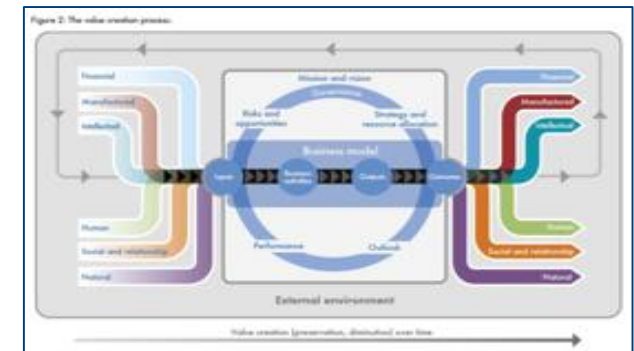 Figure 2: The value creation process.
Financial
Manufactured
Intellectual
Human
Social and relationship
Natural
Mission and vision
Governance
Risks and
opportunities
Strategy and
resource allocation
Business model
Inputs
Business
activities
Outputs
Outcomes
Performance
Outlook
Financial
Manufactured
Intellectual
Human
Social and relationship
Natural
External environment
Value creation (preservation, diminution) over time